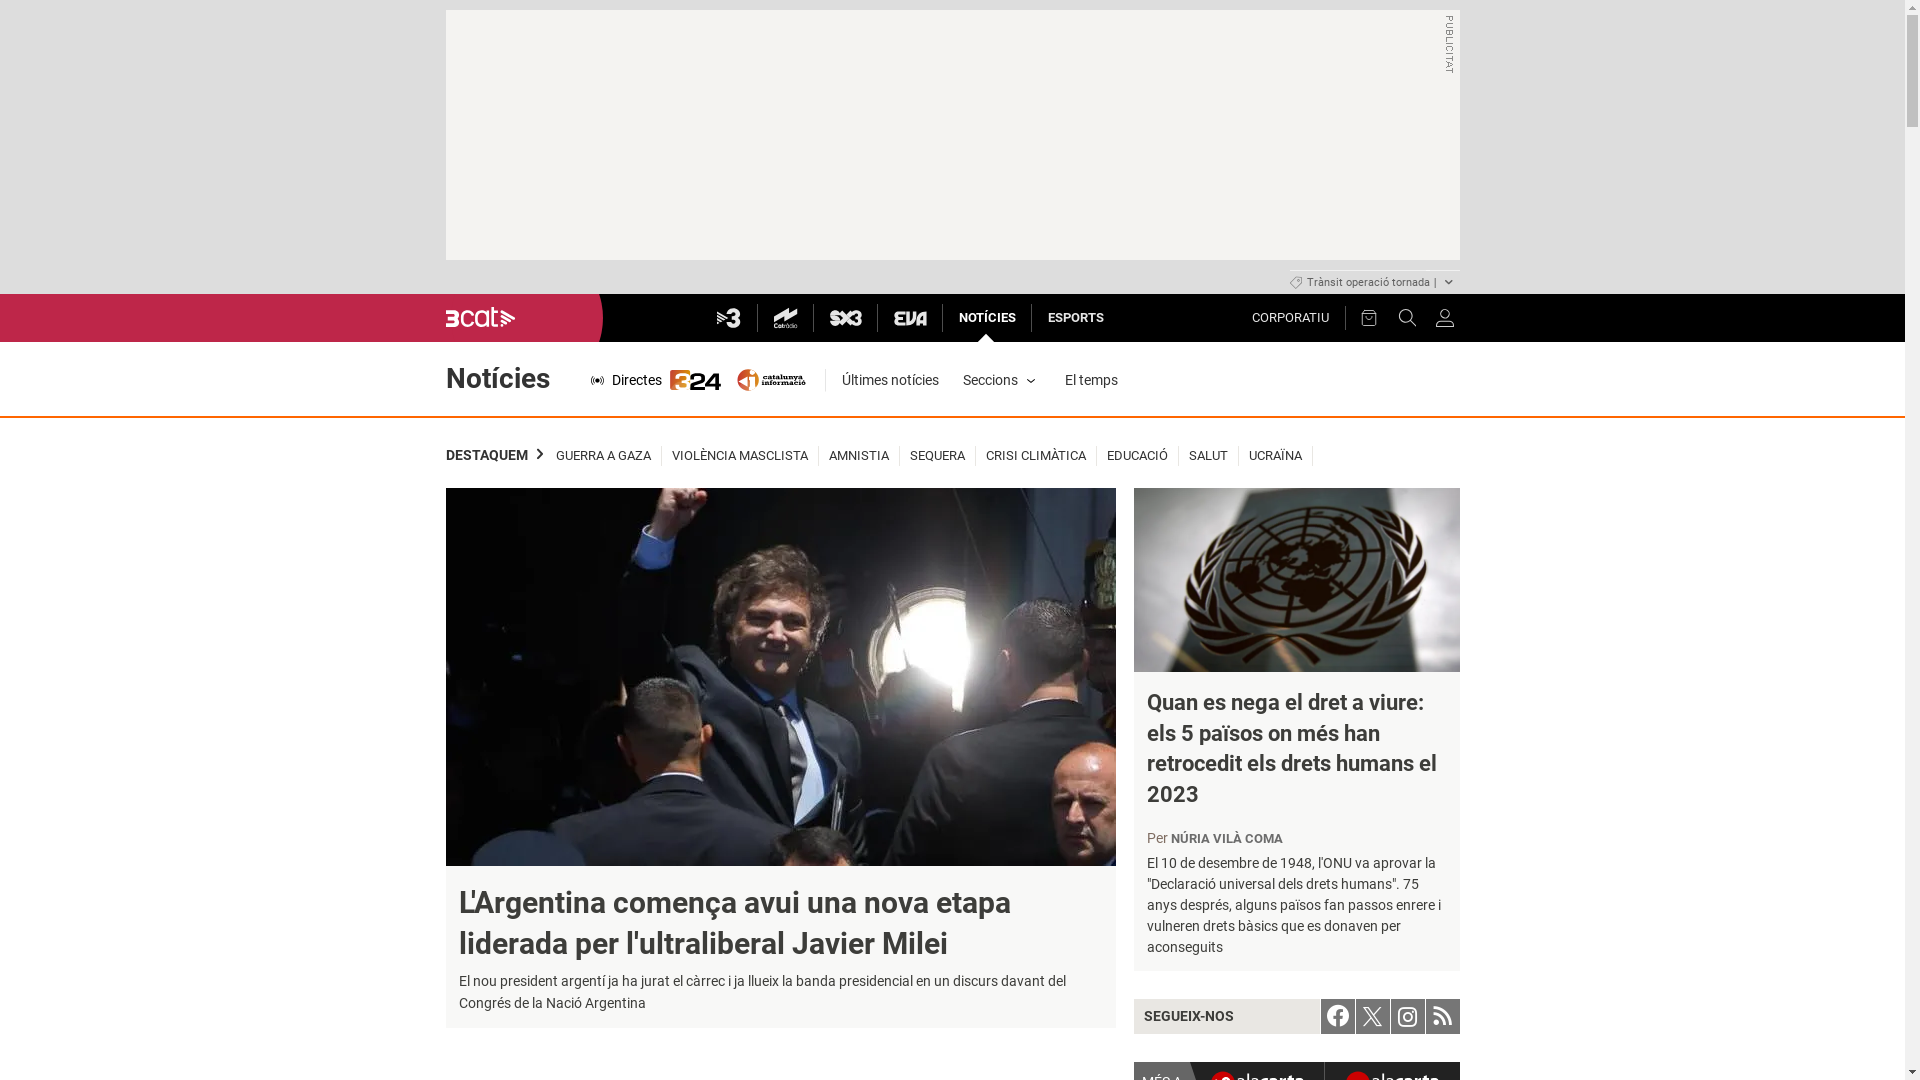 PUBLICITAT
Trànsit operació tornada |
3cat
3
Catràdio
SX3
EVA
NOTÍCIES
ESPORTS
CORPORATIU
Notícies
Directes
324
catalunya
informació
Últimes notícies
Seccions
El temps
DESTAQUEM
GUERRA A GAZA
VIOLÈNCIA MASCLISTA
AMNISTIA
SEQUERA
CRISI CLIMÀTICA
EDUCACIÓ
SALUT
UCRAÏNA
L'Argentina comença avui una nova etapa
liderada per l'ultraliberal Javier Milei
El nou president argentí ja ha jurat el càrrec i ja llueix la banda presidencial en un discurs davant del
Congrés de la Nació Argentina
Quan es nega el dret a viure:
els 5 països on més han
retrocedit els drets humans el
2023
Per NÚRIA VILÀ COMA
El 10 de desembre de 1948, l'ONU va aprovar la
"Declaració universal dels drets humans". 75
anys després, alguns països fan passos enrere i
vulneren drets bàsics que es donaven per
aconseguits
SEGUEIX-NOS
MÉS A
alacarta
alacarta